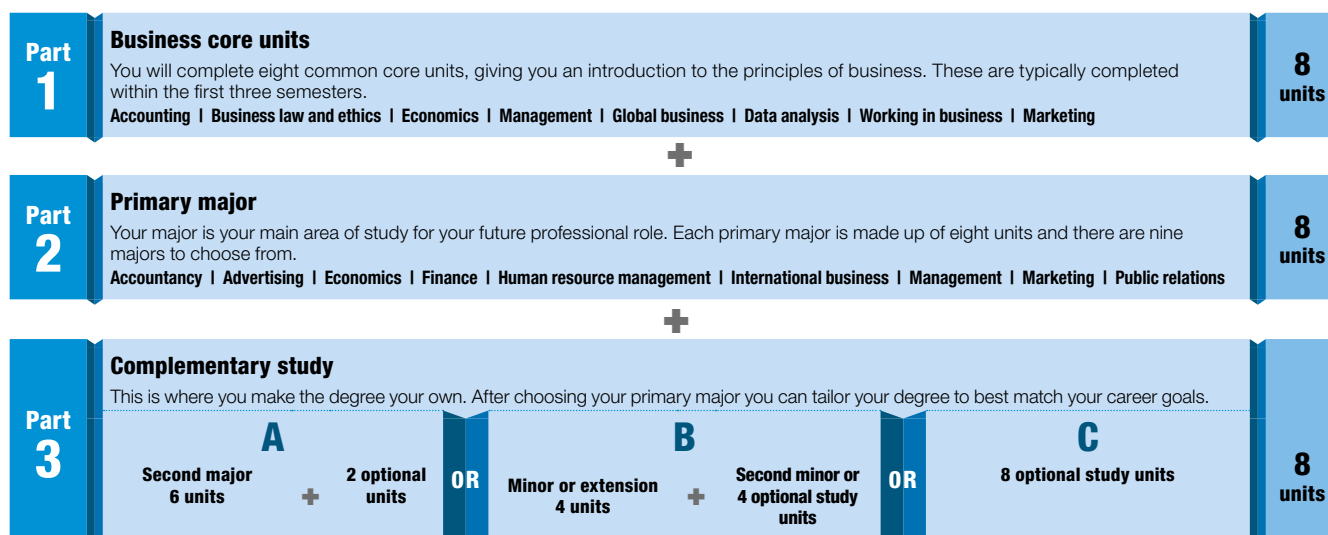 Part
1
Business core units
You will complete eight common core units, giving you an introduction to the principles of business. These are typically completed
within the first three semesters.
Accounting | Business law and ethics | Economics | Management | Global business | Data analysis | Working in business | Marketing
8
units
+
Part
2
Primary major
Your major is your main area of study for your future professional role. Each primary major is made up of eight units and there are nine
majors to choose from.
Accountancy | Advertising | Economics | Finance | Human resource management | International business | Management | Marketing | Public relations
8
units
+
Part
3
Complementary study
This is where you make the degree your own. After choosing your primary major you can tailor your degree to best match your career goals.
A
Second major
6 units
+
2 optional
units
OR
B
Minor or extension
4 units
+
Second minor or
4 optional study
units
OR
C
8 optional study units
8
units